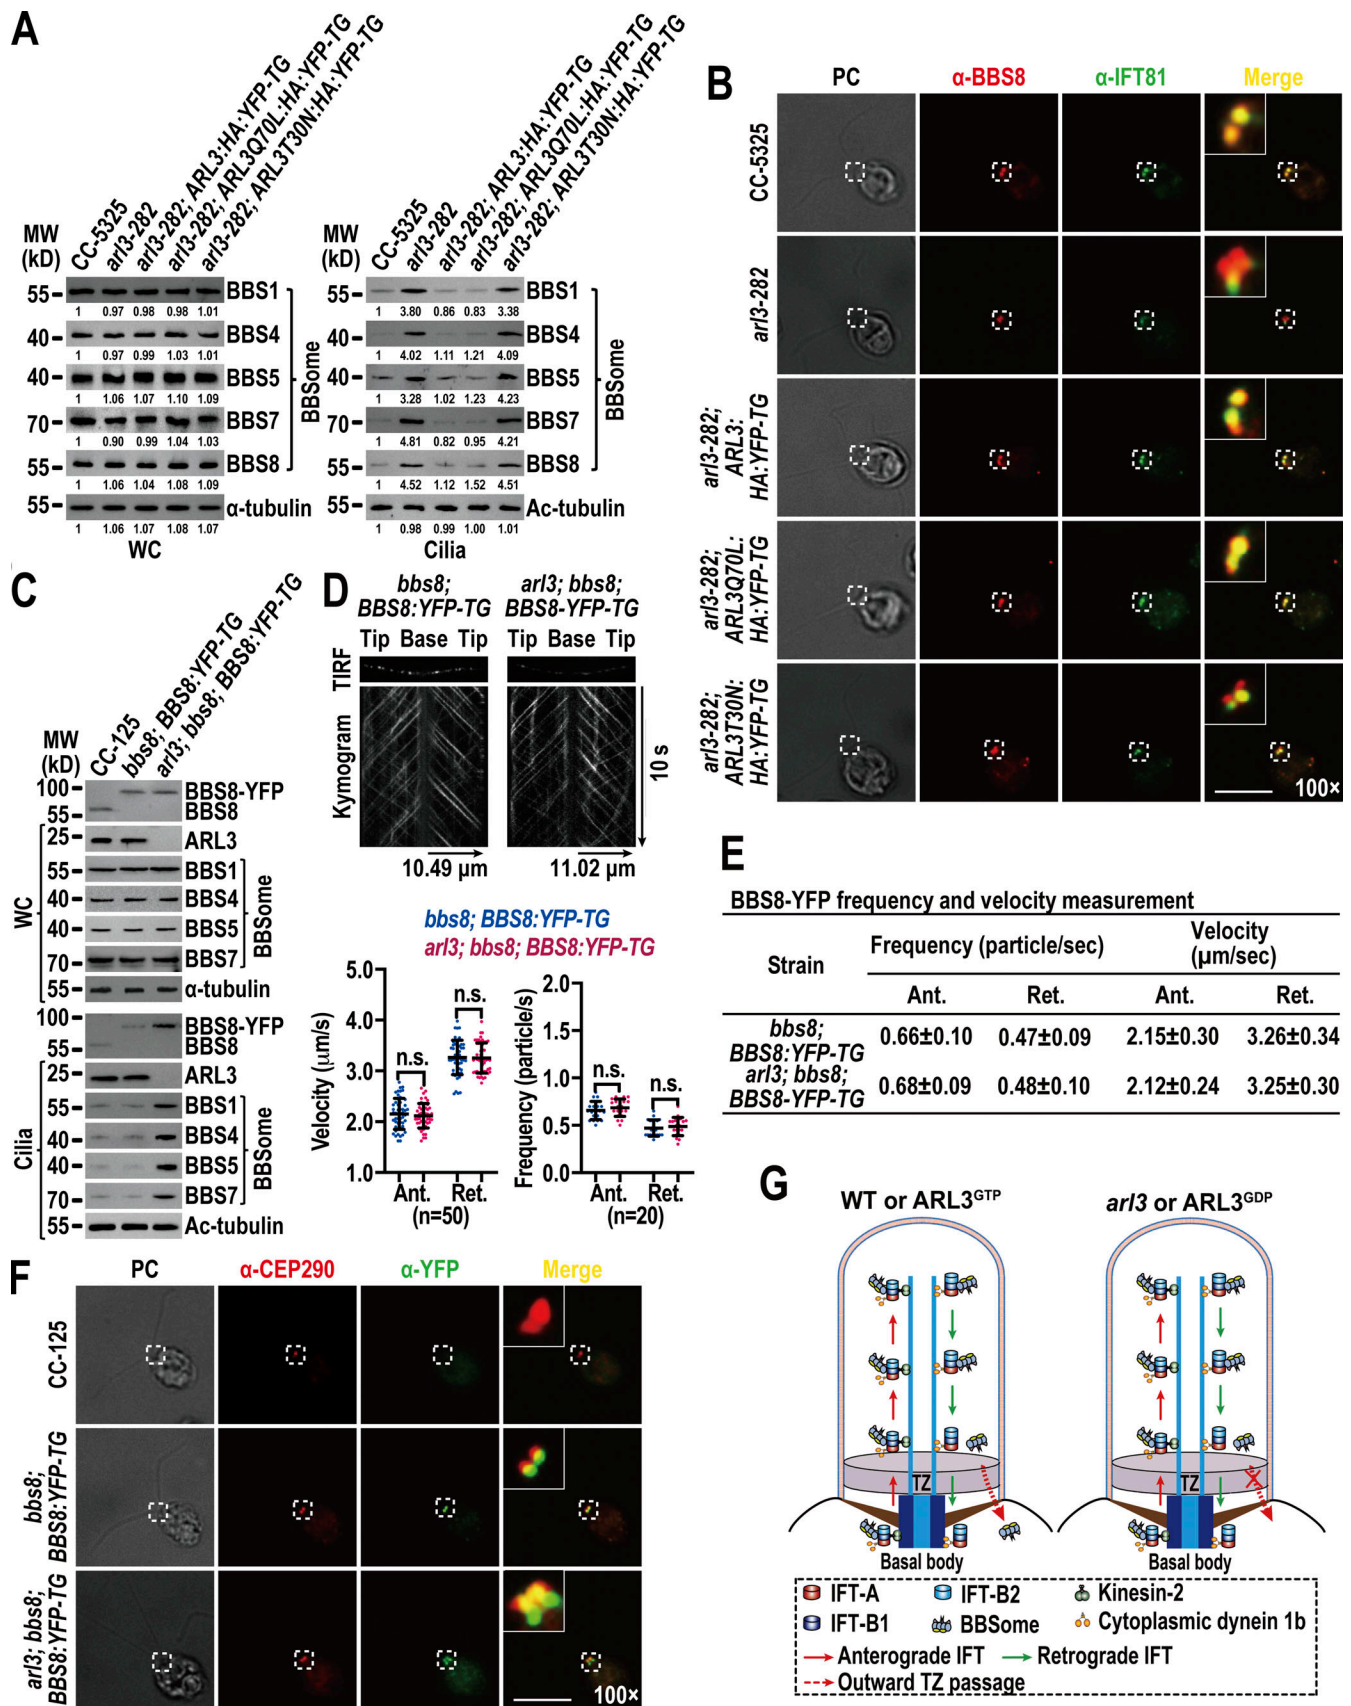 A
MW
(kD)
CC-5325
arl3-282
arl3-282; ARL3:HA:YFP-TG
arl3-282; ARL3Q70L:HA:YFP-TG
arl3-282; ARL3T30N:HA:YFP-TG
55 BBS1
1 0.97 0.98 0.98 1.01
40 BBS4
1 0.97 0.99 1.03 1.01
40 BBS5
1 1.06 1.07 1.10 1.09
70 BBS7
1 0.90 0.99 1.04 1.03
55 BBS8
1 1.06 1.04 1.08 1.09
55 α-tubulin
1 1.06 1.07 1.08 1.07
BBSome
WC
MW
(kD)
CC-5325
arl3-282
arl3-282; ARL3:HA:YFP-TG
arl3-282; ARL3Q70L:HA:YFP-TG
arl3-282; ARL3T30N:HA:YFP-TG
55 BBS1
1 3.80 0.86 0.83 3.38
40 BBS4
1 4.02 1.11 1.21 4.09
40 BBS5
1 3.28 1.02 1.23 4.23
70 BBS7
1 4.81 0.82 0.95 4.21
55 BBS8
1 4.52 1.12 1.52 4.51
55 Ac-tubulin
1 0.98 0.99 1.00 1.01
BBSome
Cilia
B
PC α-BBS8 α-IFT81 Merge
CC-5325
arl3-282
arl3-282;
ARL3:
HA:YFP-TG
arl3-282;
ARL3Q70L:
HA:YFP-TG
arl3-282;
ARL3T30N:
HA:YFP-TG
100×
C
MW
(kD)
CC-125
bbs8; BBS8:YFP-TG
arl3; bbs8; BBS8:YFP-TG
100 BBS8-YFP
55 BBS8
25 ARL3
55 BBS1
40 BBS4
40 BBS5
70 BBS7
55 α-tubulin
BBSome
WC
100 BBS8-YFP
55 BBS8
25 ARL3
55 BBS1
40 BBS4
40 BBS5
70 BBS7
55 Ac-tubulin
BBSome
Cilia
D
bbs8;
BBS8:YFP-TG
arl3; bbs8;
BBS8-YFP-TG
Tip Base Tip
Tip Base Tip
TIRF
Kymogram
10 s
10.49 µm
11.02 µm
bbs8; BBS8:YFP-TG
arl3; bbs8; BBS8:YFP-TG
Velocity (µm/s)
5.0
4.0
3.0
2.0
1.0
n.s.
n.s.
Ant. Ret.
(n=50)
Frequency (particle/s)
2.0
1.5
1.0
0.5
0.0
n.s.
n.s.
Ant. Ret.
(n=20)
E
BBS8-YFP frequency and velocity measurement
Strain
Frequency (particle/sec)
Velocity
(µm/sec)
Ant. Ret. Ant. Ret.
bbs8;
BBS8:YFP-TG
0.66±0.10 0.47±0.09 2.15±0.30 3.26±0.34
arl3; bbs8;
BBS8-YFP-TG
0.68±0.09 0.48±0.10 2.12±0.24 3.25±0.30
F
PC α-CEP290 α-YFP Merge
CC-125
bbs8;
BBS8:YFP-TG
arl3; bbs8;
BBS8:YFP-TG
100×
G
WT or ARL3GTP
arl3 or ARL3GDP
TZ
TZ
Basal body
Basal body
IFT-A IFT-B2 Kinesin-2
IFT-B1 BBSome Cytoplasmic dynein 1b
Anterograde IFT Retrograde IFT
Outward TZ passage